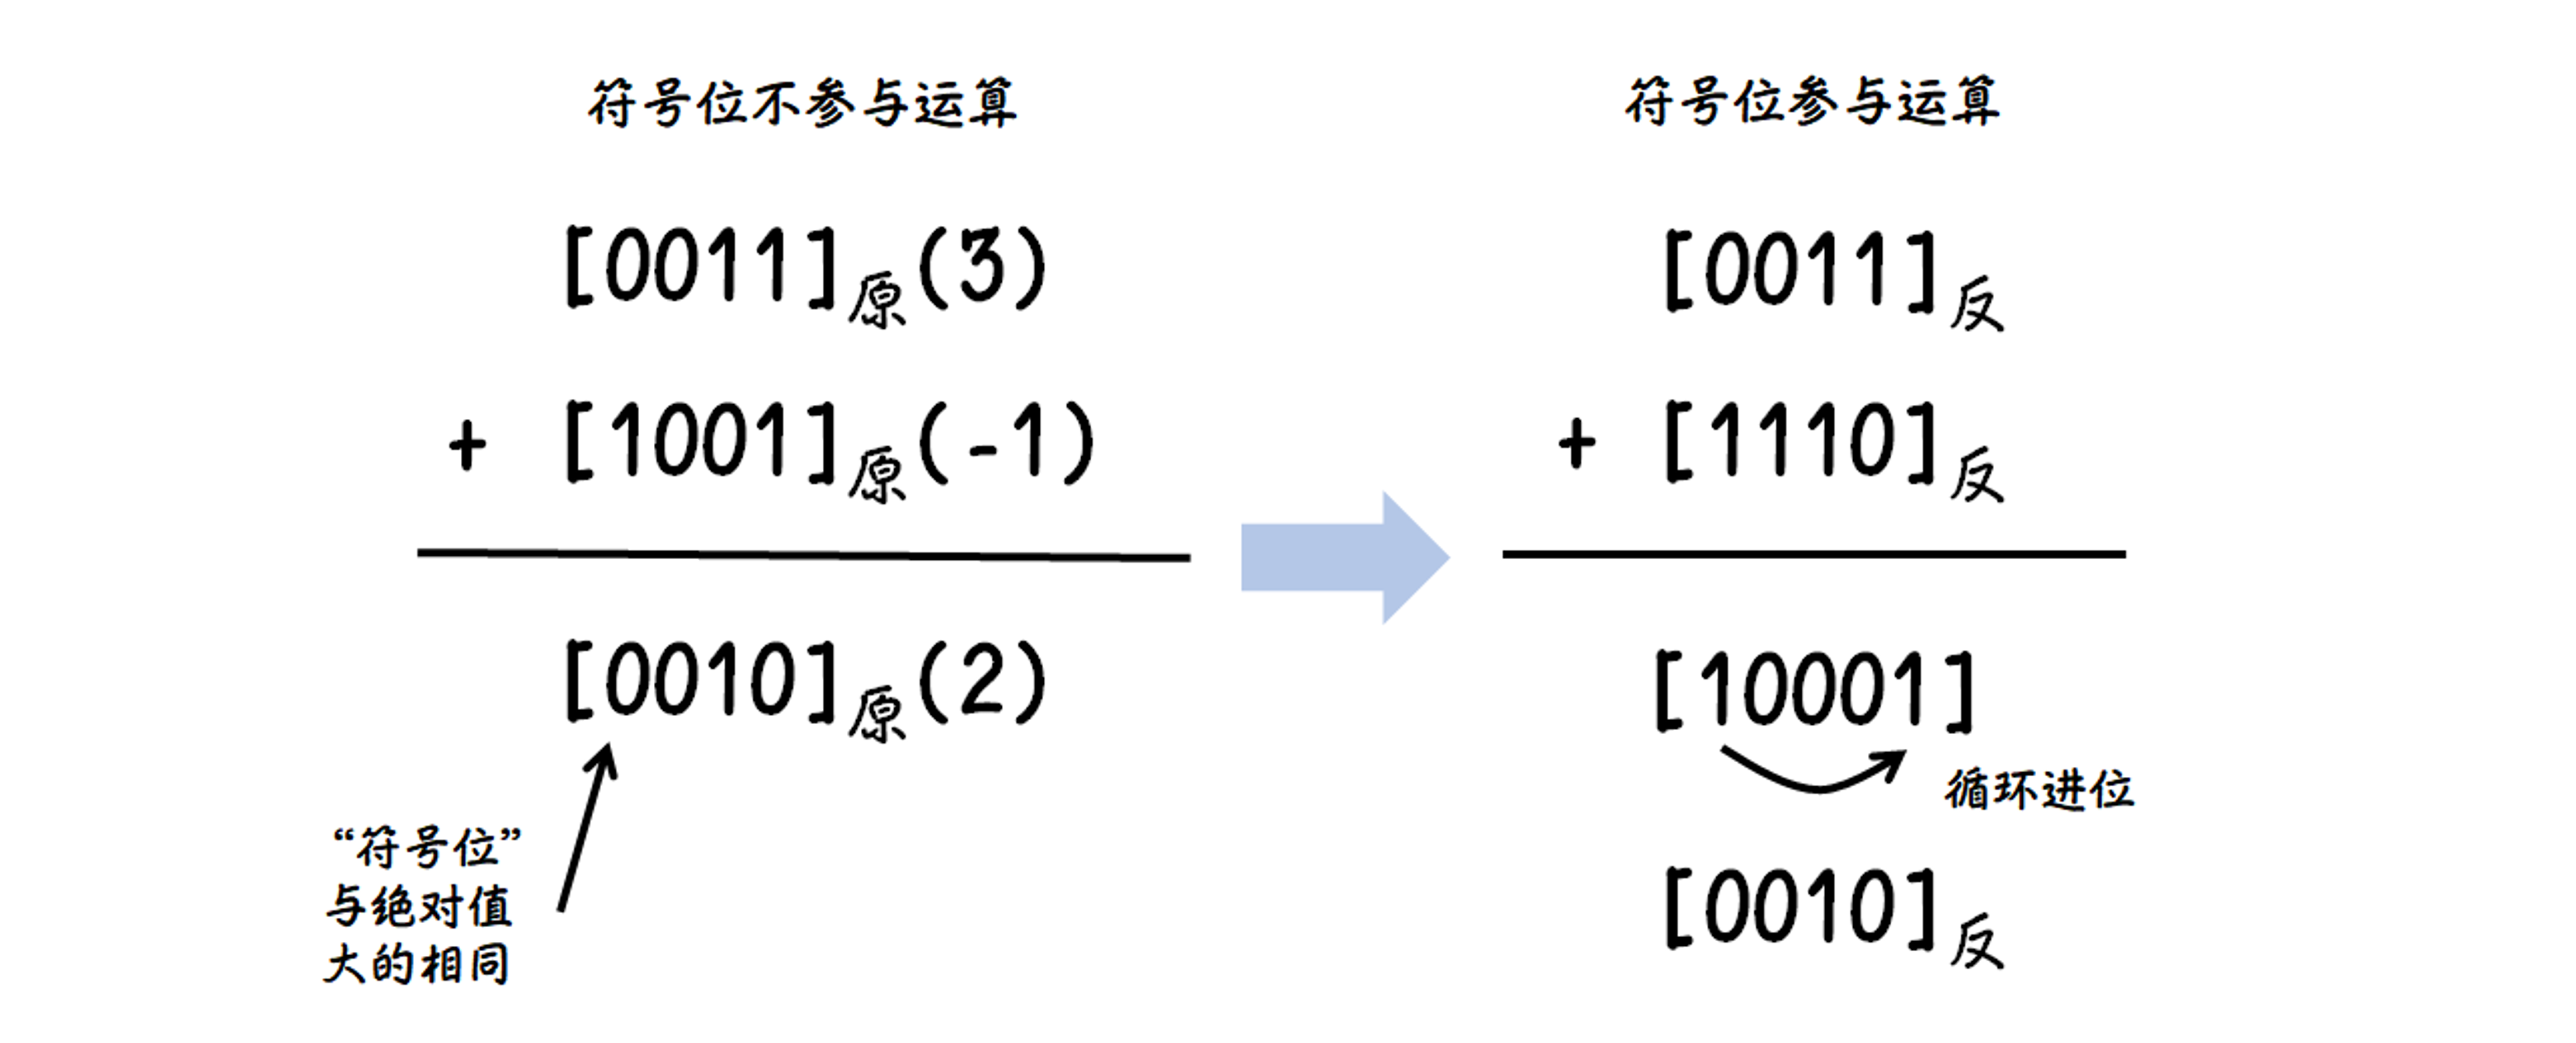 符号位不参与运算
[0011]原(3)
+ [1001]原(-1)
[0010]原(2)
“符号位”
与绝对值
大的相同
符号位参与运算
[0011]反
+ [1110]反
[10001]
循环进位
[0010]反